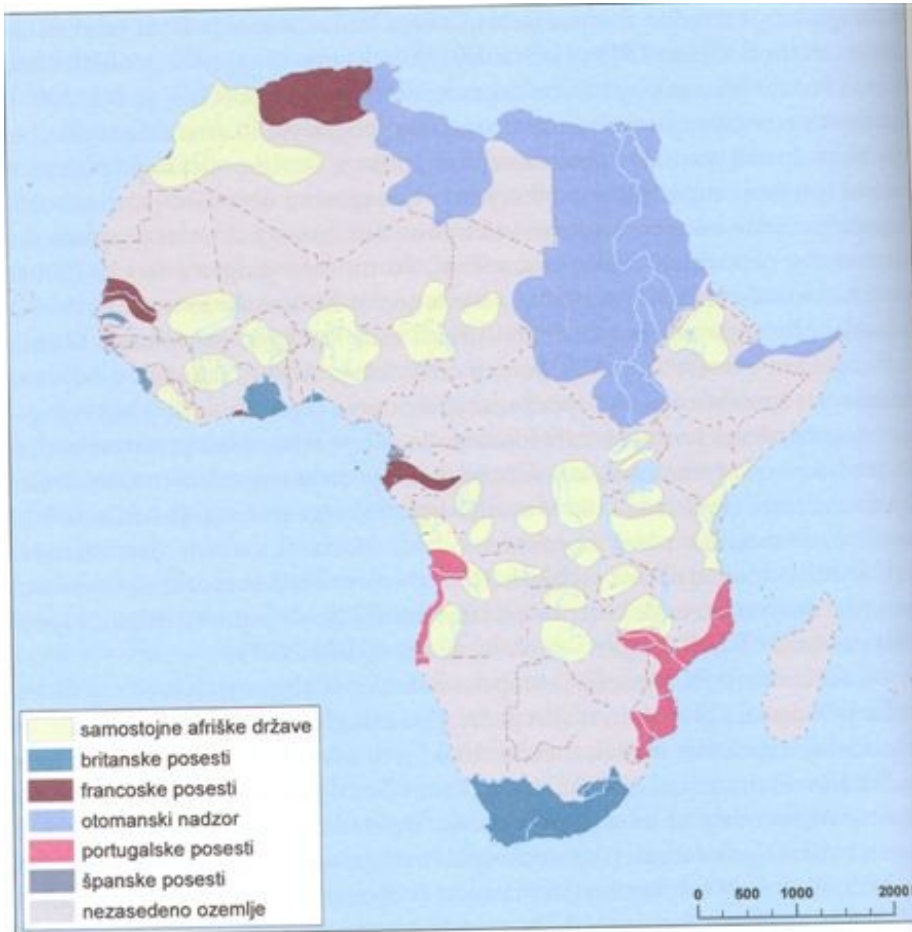 samostojne afriške države
britanske posesti
francoske posesti
otomanski nadzor
portugalske posesti
španske posesti
nezasedeno ozemlje
0 500 1000 2000